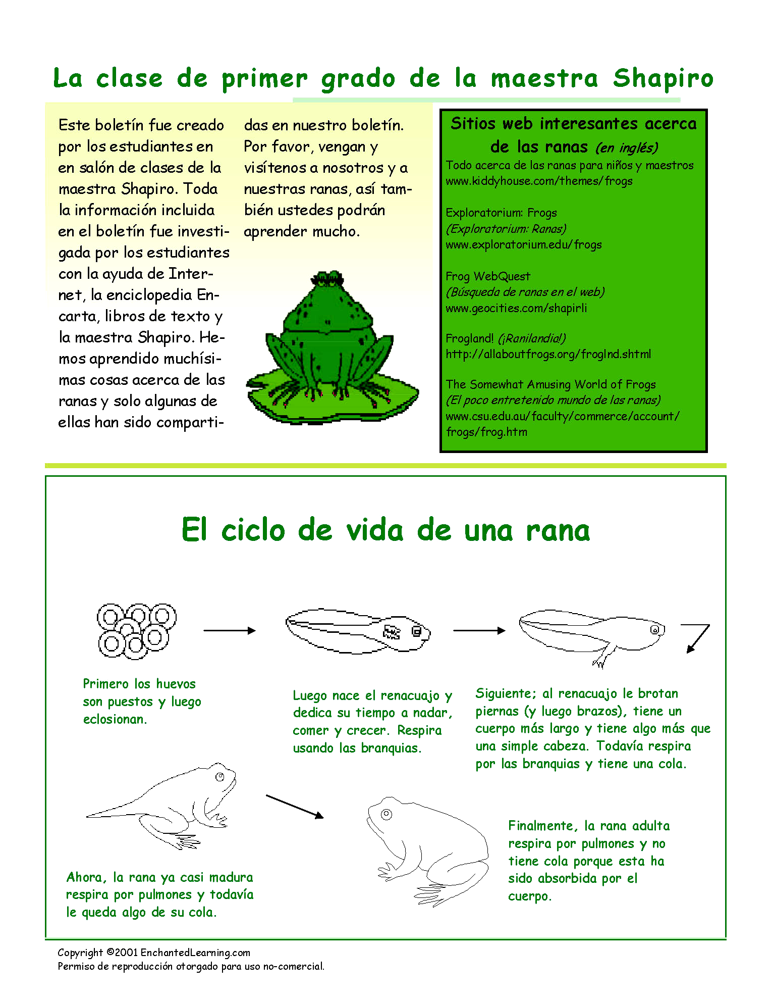 La clase de primer grado de la maestra Shapiro
Este boletín fue creado
por los estudiantes en
en salón de clases de la
maestra Shapiro. Toda
la información incluida
en el boletín fue investi-
gada por los estudiantes
con la ayuda de Inter-
net, la enciclopedia En-
carta, libros de texto y
la maestra Shapiro. He-
mos aprendido muchísi-
mas cosas acerca de las
ranas y solo algunas de
ellas han sido comparti-
das en nuestro boletín.
Por favor, vengan y
visítenos a nosotros y a
nuestras ranas, así tam-
bién ustedes podrán
aprender mucho.
Sitios web interesantes acerca
de las ranas (en inglés)
Todo acerca de las ranas para niños y maestros
www.kiddyhouse.com/themes/frogs
Exploratorium: Frogs
(Exploratorium: Ranas)
www.exploratorium.edu/frogs
Frog WebQuest
(Búsqueda de ranas en el web)
www.geocities.com/shapirli
Frogland! (¡Ranilandia!)
http://allaboutfrogs.org/froglnd.shtml
The Somewhat Amusing World of Frogs
(El poco entretenido mundo de las ranas)
www.csu.edu.au/faculty/commerce/account/
frogs/frog.htm
El ciclo de vida de una rana
Primero los huevos
son puestos y luego
eclosionan.
Luego nace el renacuajo y
dedica su tiempo a nadar,
comer y crecer. Respira
usando las branquias.
Siguiente; al renacuajo le brotan
piernas (y luego brazos), tiene un
cuerpo más largo y tiene algo más que
una simple cabeza. Todavía respira
por las branquias y tiene una cola.
Ahora, la rana ya casi madura
respira por pulmones y todavía
le queda algo de su cola.
Finalmente, la rana adulta
respira por pulmones y no
tiene cola porque esta ha
sido absorbida por el
cuerpo.
Copyright ©2001 EnchantedLearning.com
Permiso de reproducción otorgado para uso no-comercial.